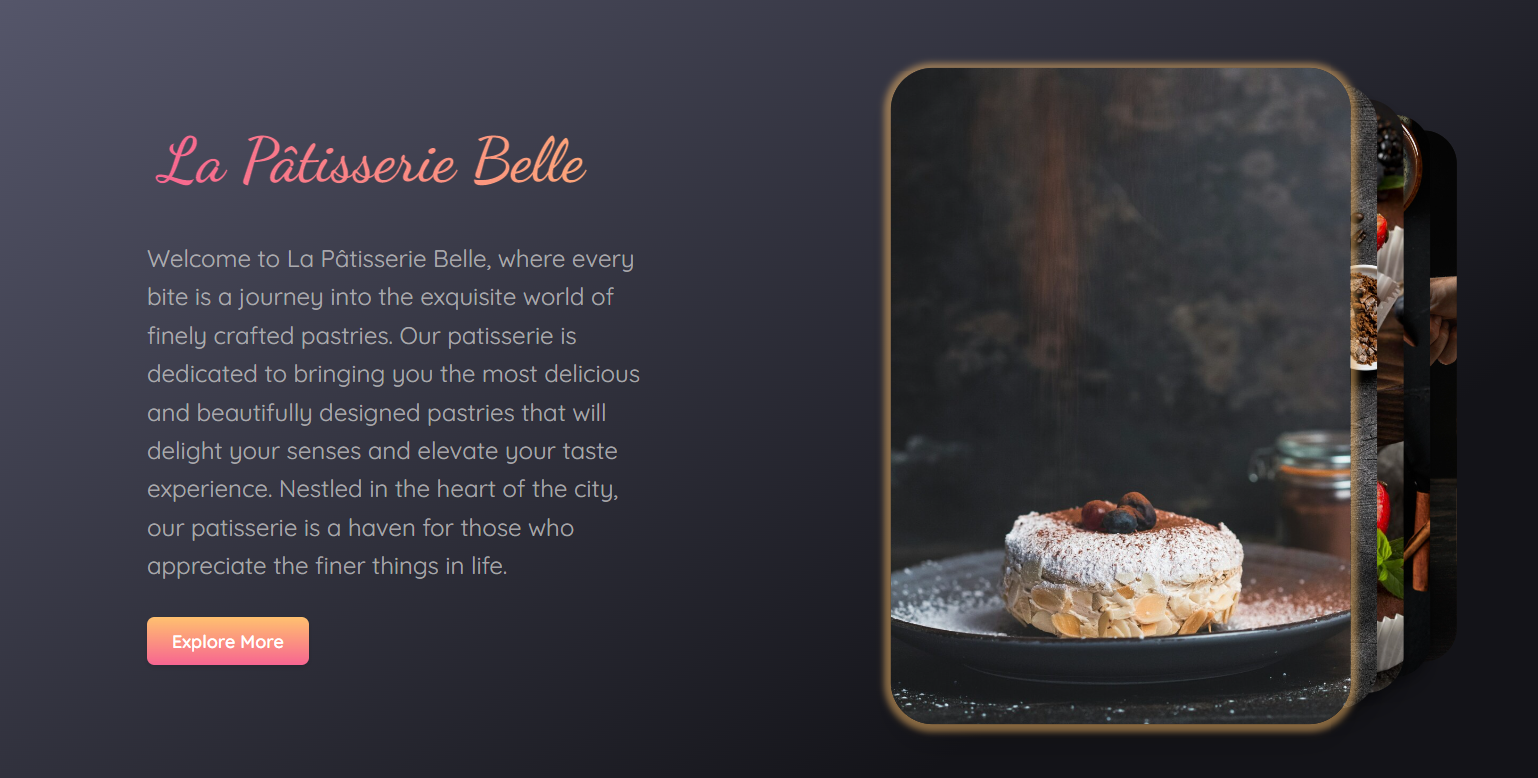 La Pâtisserie Belle
Welcome to La Pâtisserie Belle, where every
bite is a journey into the exquisite world of
finely crafted pastries. Our patisserie is
dedicated to bringing you the most delicious
and beautifully designed pastries that will
delight your senses and elevate your taste
experience. Nestled in the heart of the city,
our patisserie is a haven for those who
appreciate the finer things in life.
Explore More